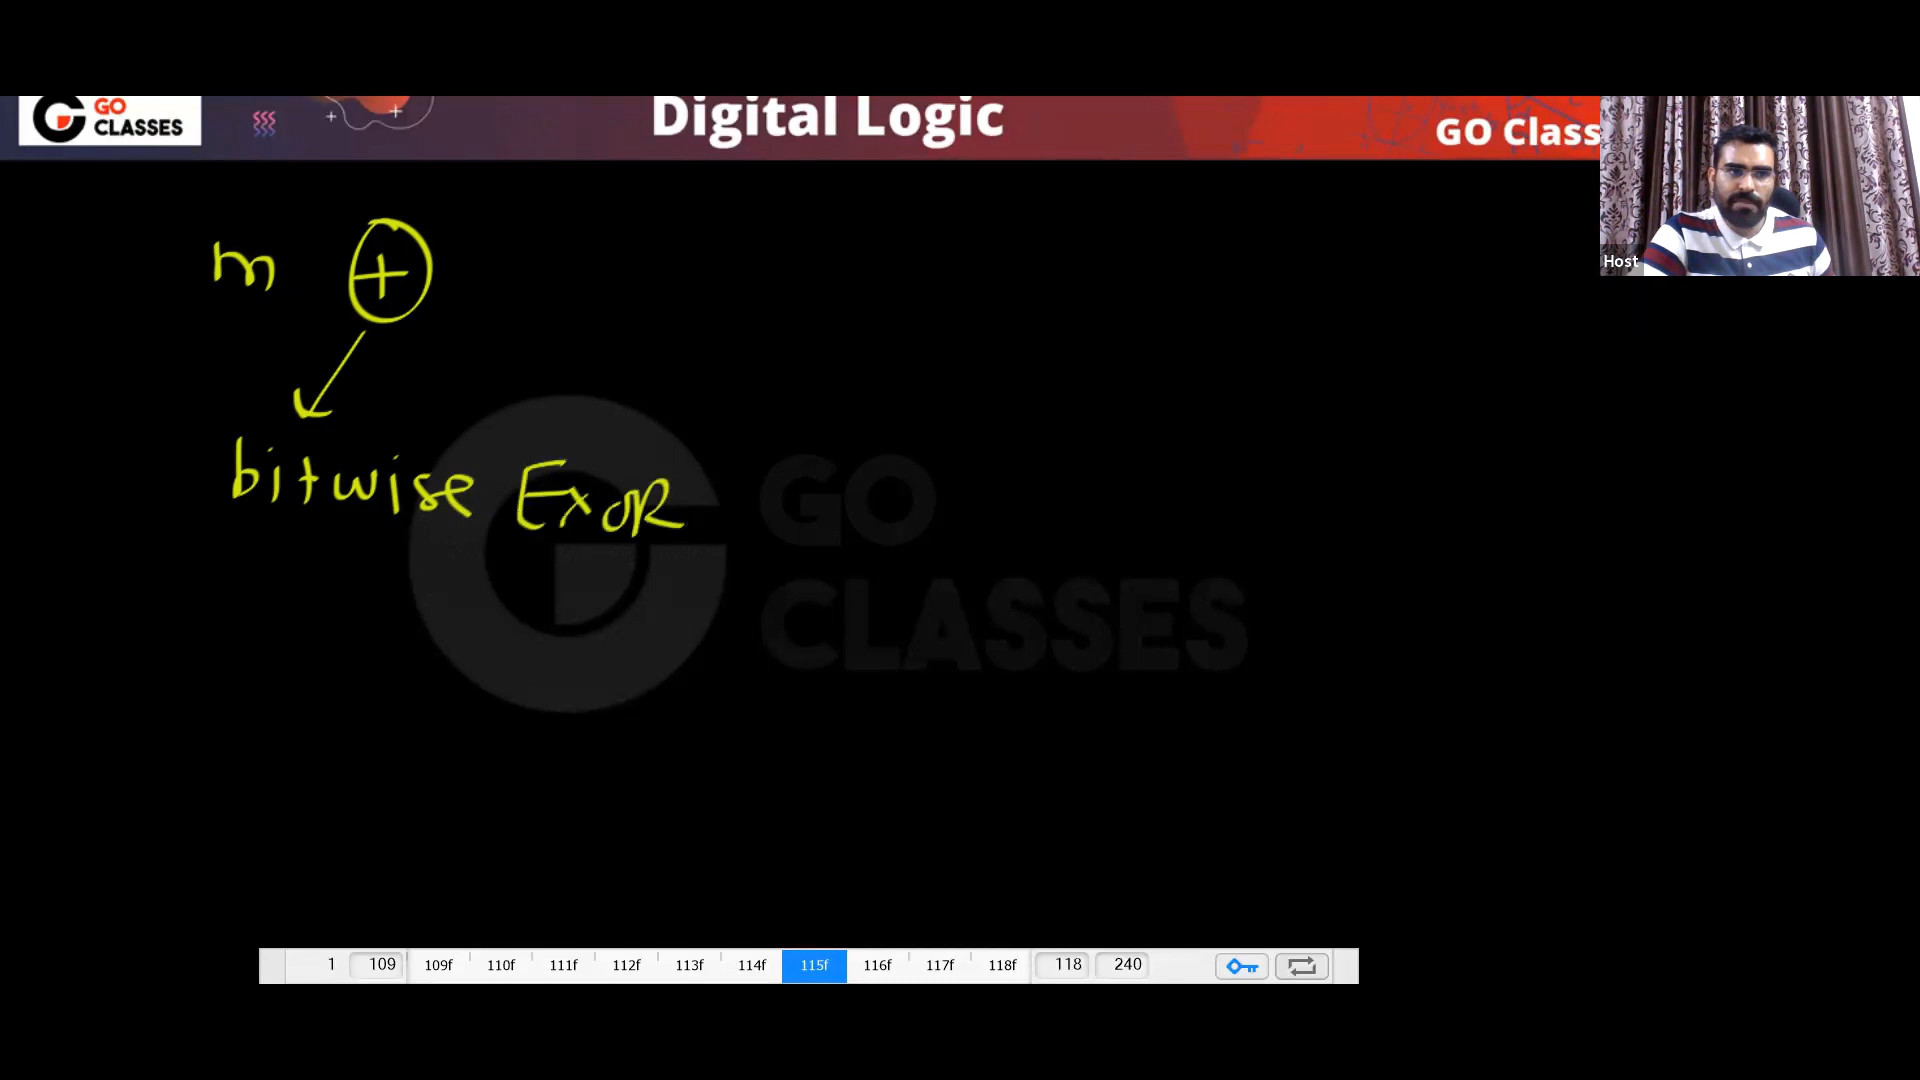 GO
CLASSES
Digital Logic
GO Class
Host
m ⊕
bitwise ExOR
GO
CLASSES
1 109 109f 110f 111f 112f 113f 114f 115f 116f 117f 118f 118 240